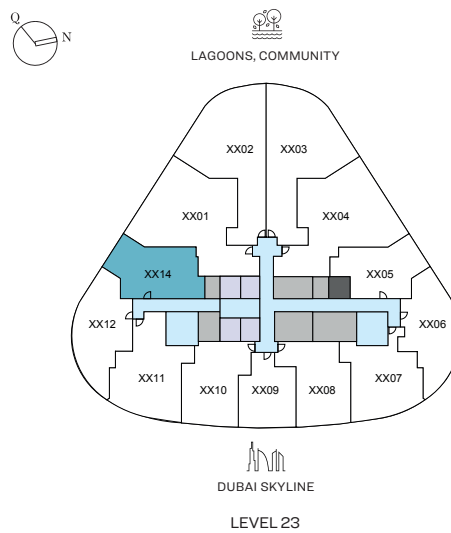 Q
N
LAGOONS, COMMUNITY
XX02 XX03
XX01 XX04
XX14 XX05
XX12 XX06
XX11 XX07
XX10 XX09 XX08
DUBAI SKYLINE
LEVEL 23